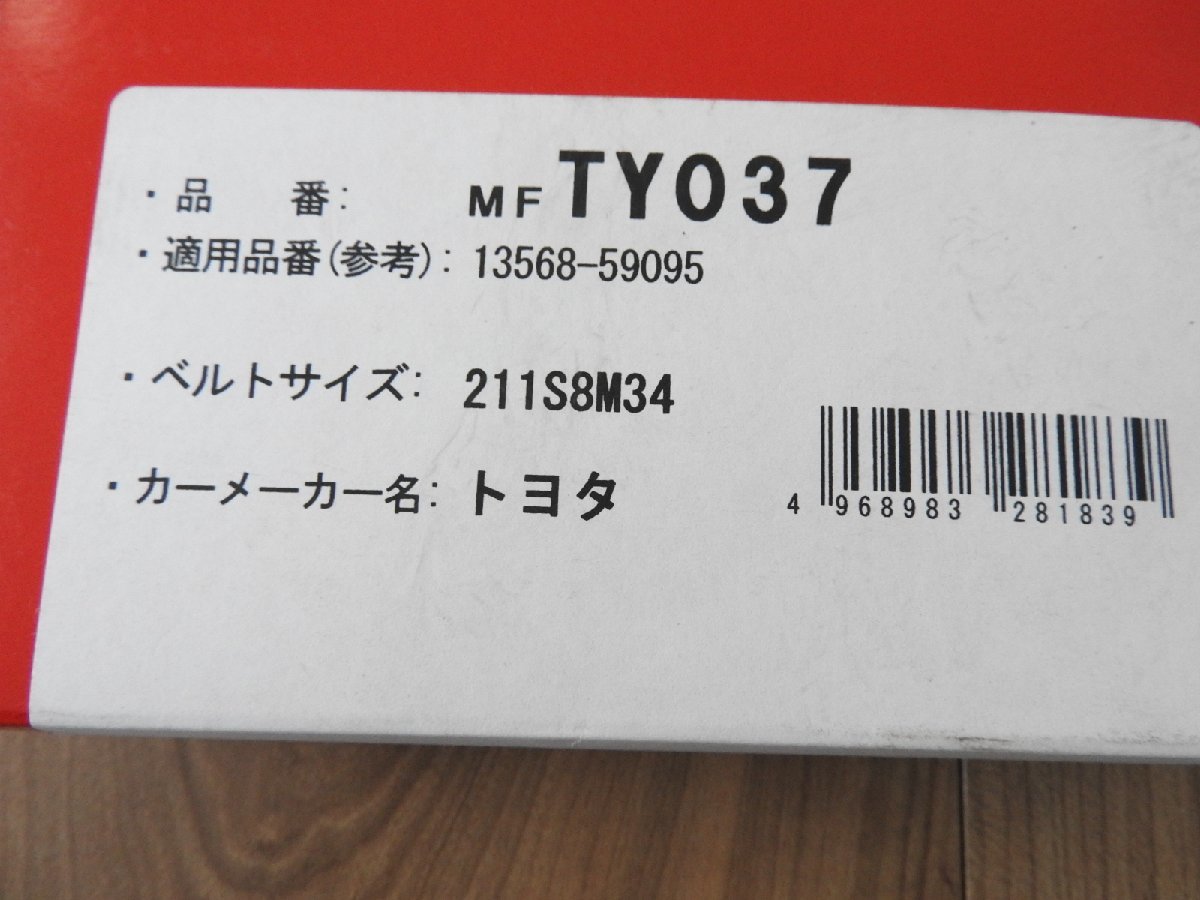 ・品　　番: MF TY037
・適用品番(参考): 13568-59095
・ベルトサイズ: 211S8M34
・カーメーカー名: トヨタ
4 968983 281839